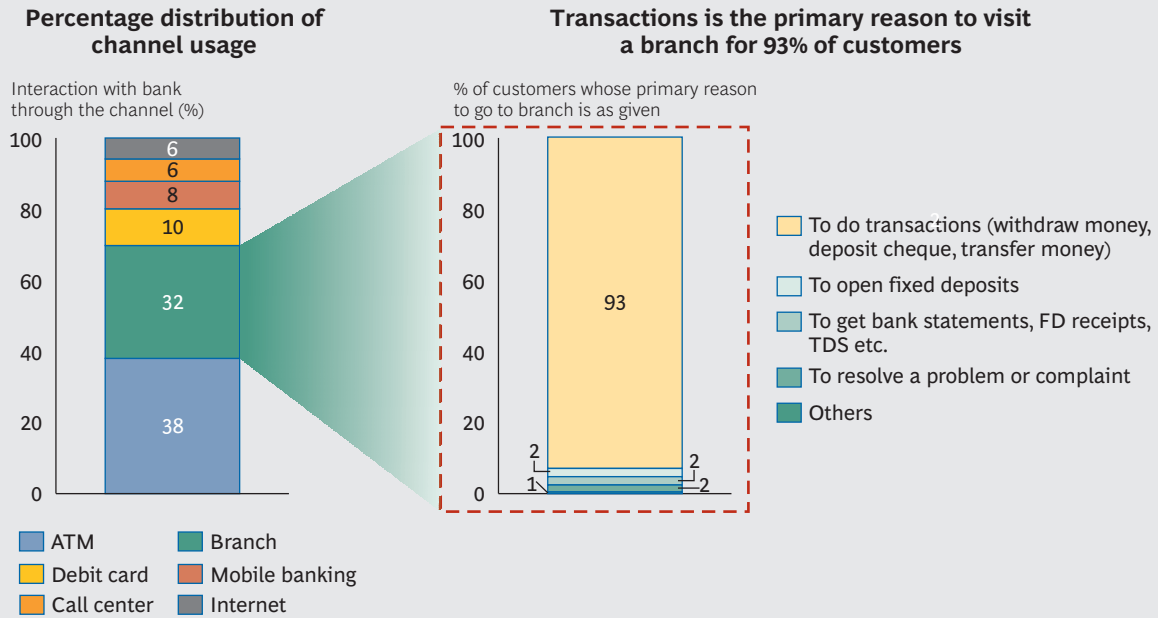 Percentage distribution of
channel usage
Interaction with bank
through the channel (%)
100
80
60
40
20
0
6
6
8
10
32
38
ATM
Branch
Debit card
Mobile banking
Call center
Internet
Transactions is the primary reason to visit
a branch for 93% of customers
% of customers whose primary reason
to go to branch is as given
100
80
60
40
20
0
93
2
2
1
2
To do transactions (withdraw money,
deposit cheque, transfer money)
To open fixed deposits
To get bank statements, FD receipts,
TDS etc.
To resolve a problem or complaint
Others